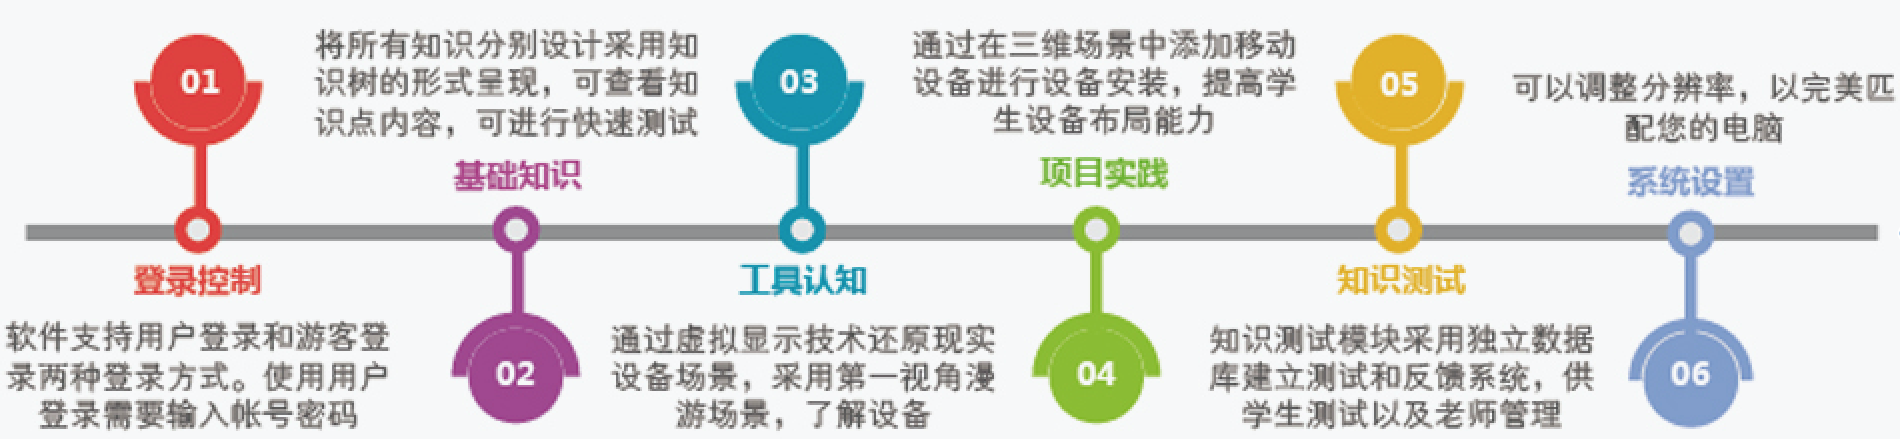 01
登录控制
软件支持用户登录和游客登
录两种登录方式。使用用户
登录需要输入帐号密码
将所有知识分别设计采用知
识树的形式呈现，可查看知
识点内容，可进行快速测试
基础知识
02
03
工具认知
通过虚拟显示技术还原现实
设备场景，采用第一视角漫
游场景，了解设备
通过在三维场景中添加移动
设备进行设备安装，提高学
生设备布局能力
项目实践
04
05
知识测试
知识测试模块采用独立数据
库建立测试和反馈系统，供
学生测试以及老师管理
可以调整分辨率，以完美匹
配您的电脑
系统设置
06